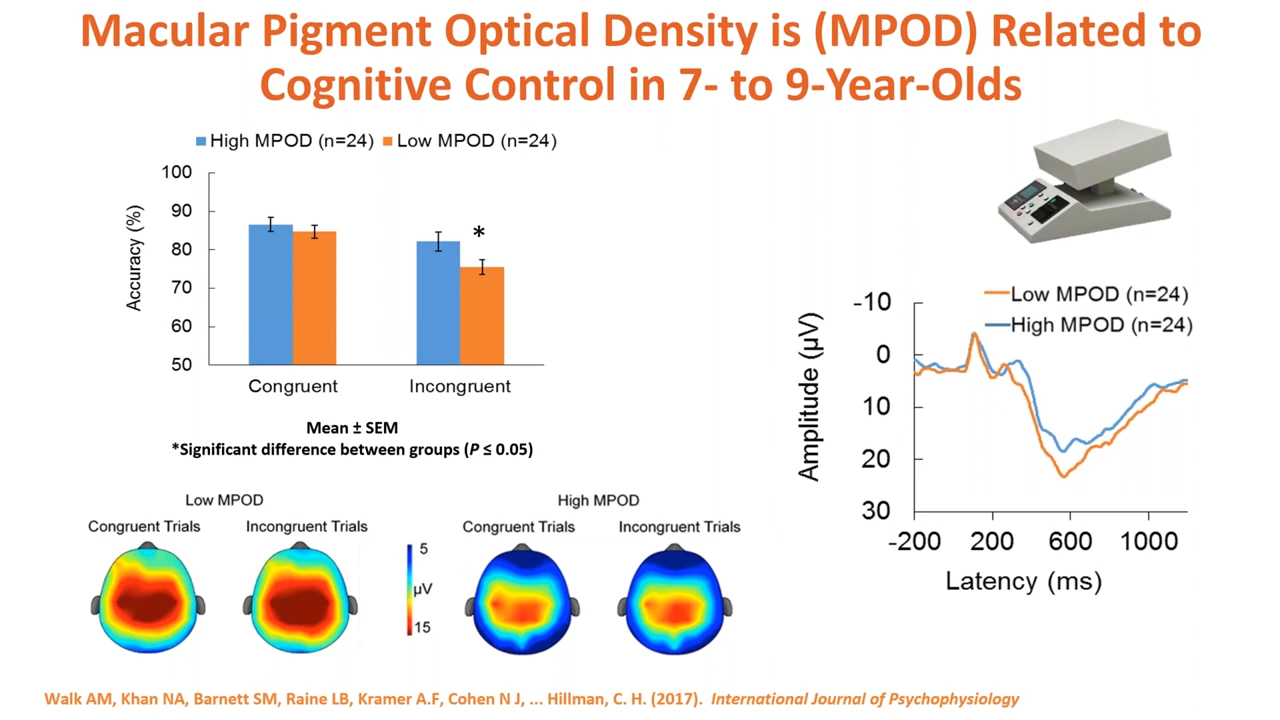 Macular Pigment Optical Density is (MPOD) Related to
Cognitive Control in 7- to 9-Year-Olds
High MPOD (n=24) Low MPOD (n=24)
Accuracy (%)
100
90
80
70
60
50
*
Congruent Incongruent
Mean ± SEM
*Significant difference between groups (P ≤ 0.05)
Low MPOD
Congruent Trials Incongruent Trials
5
µV
15
High MPOD
Congruent Trials Incongruent Trials
Low MPOD (n=24)
High MPOD (n=24)
Amplitude (µV)
-10
0
10
20
30
-200 200 600 1000
Latency (ms)
Walk AM, Khan NA, Barnett SM, Raine LB, Kramer A.F, Cohen N J, ... Hillman, C. H. (2017). International Journal of Psychophysiology